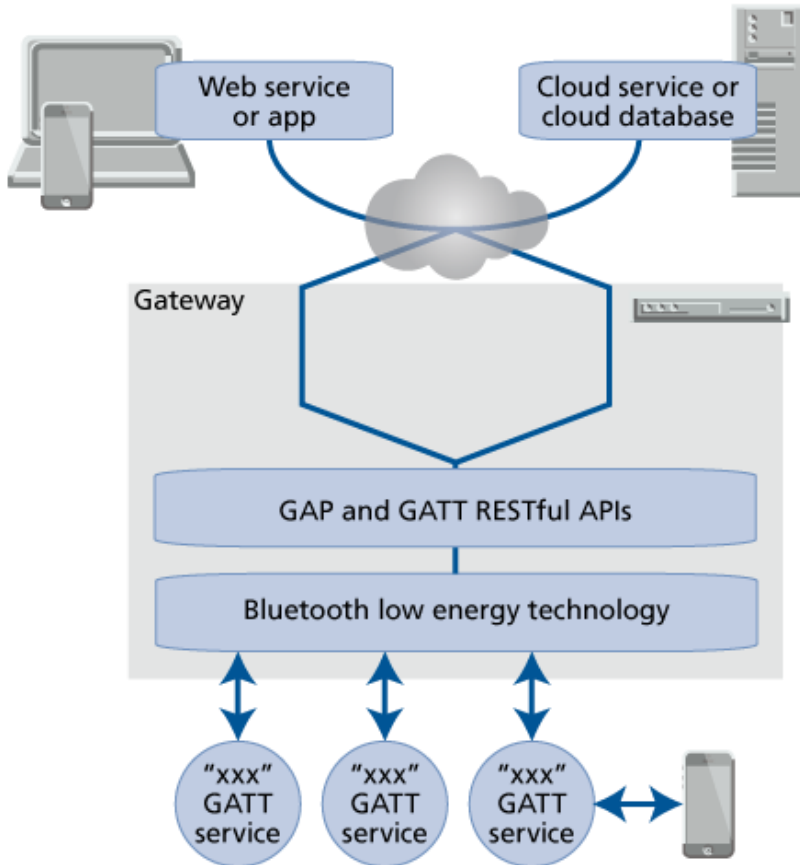 Web service
or app
Cloud service or
cloud database
Gateway
GAP and GATT RESTful APIs
Bluetooth low energy technology
“xxx”
GATT
service
“xxx”
GATT
service
“xxx”
GATT
service